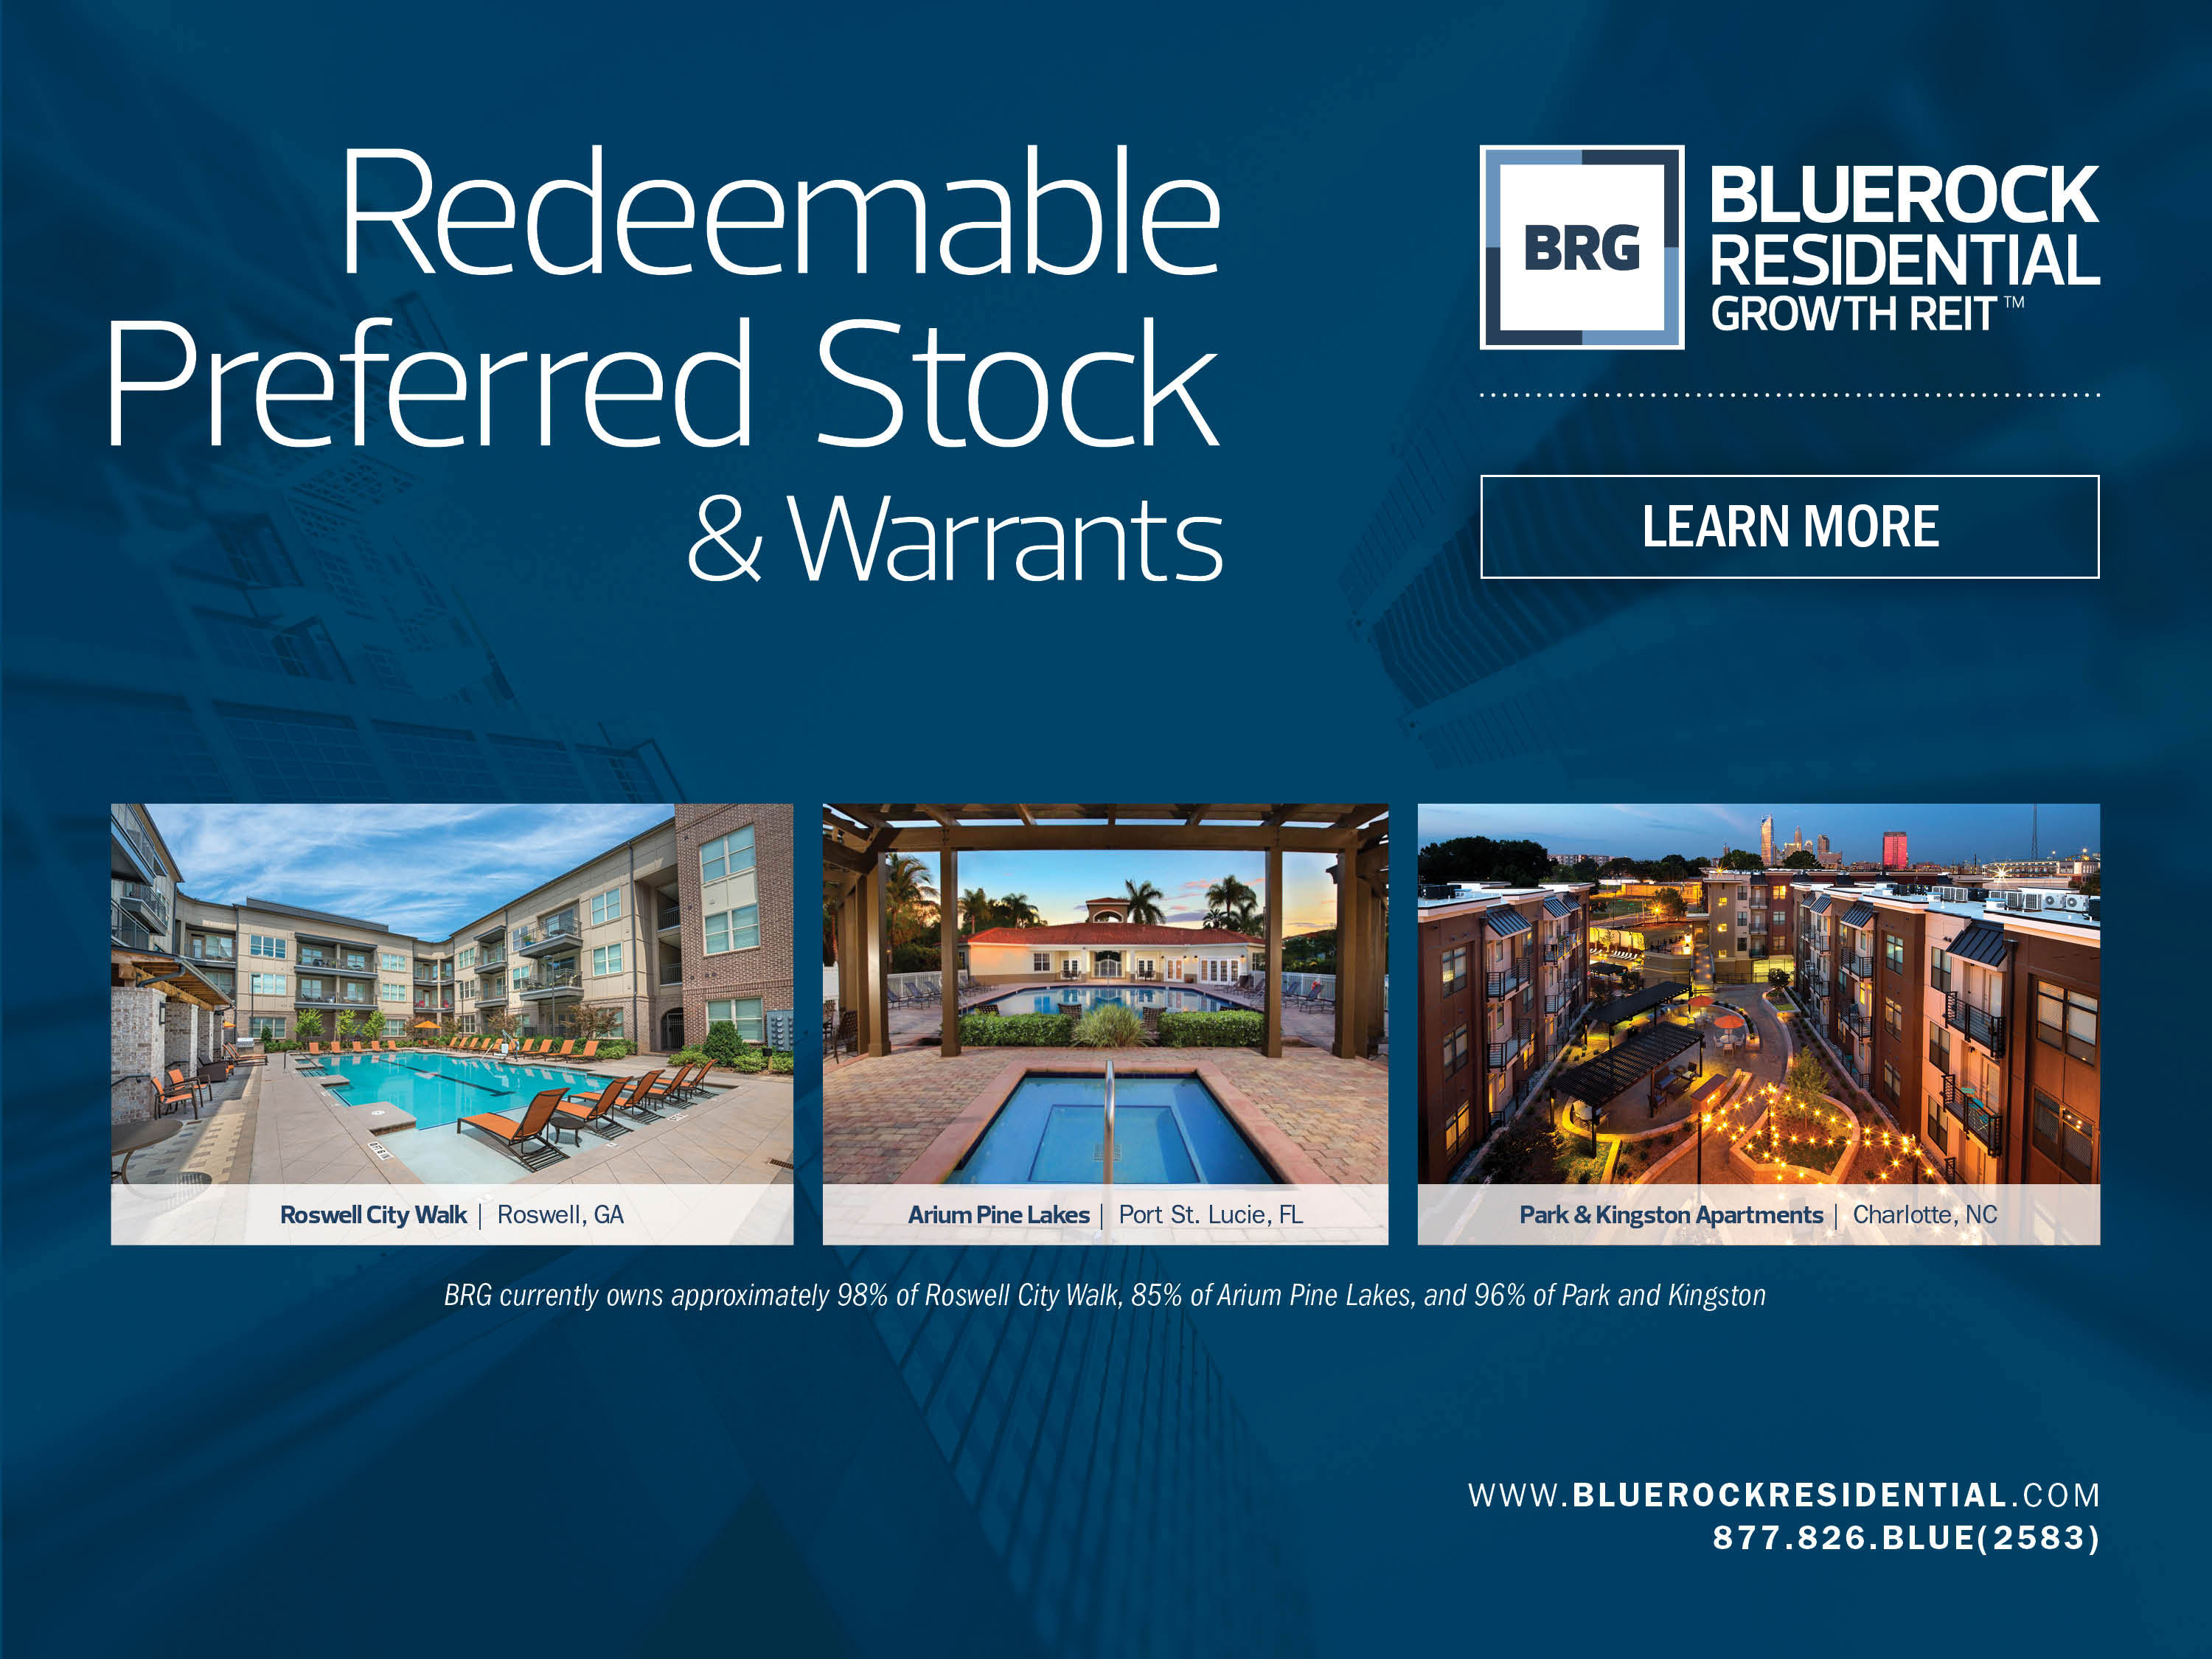 Redeemable
Preferred Stock
& Warrants
BRG
BLUEROCK
RESIDENTIAL
GROWTH REIT™
LEARN MORE
Roswell City Walk | Roswell, GA
Arium Pine Lakes | Port St. Lucie, FL
Park & Kingston Apartments | Charlotte, NC
BRG currently owns approximately 98% of Roswell City Walk, 85% of Arium Pine Lakes, and 96% of Park and Kingston
WWW.BLUEROCKRESIDENTIAL.COM
877.826.BLUE(2583)